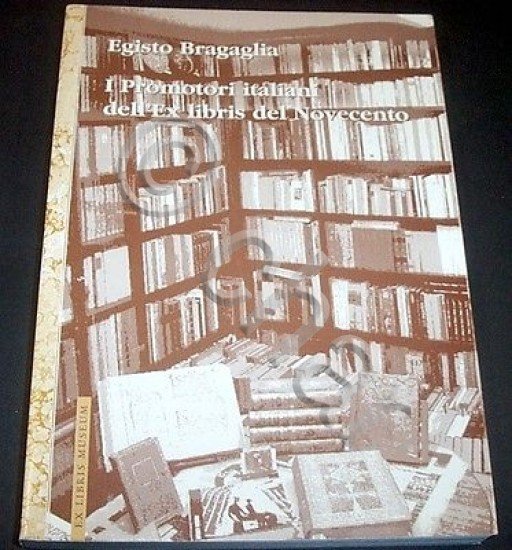 Egisto Bragaglia
I Promotori italiani
dell'Ex libris del Novecento
EX LIBRIS MUSEUM